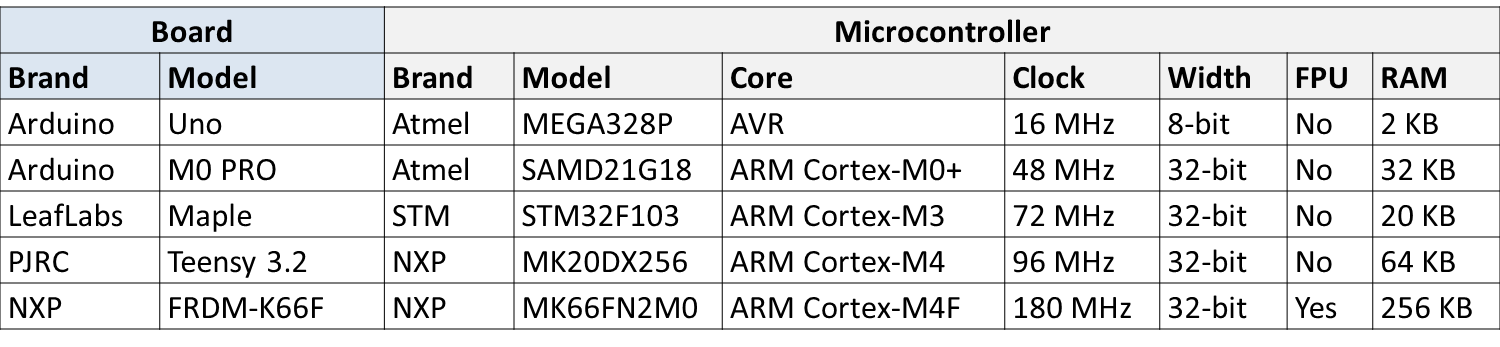 Board Microcontroller
Brand Model Brand Model Core Clock Width FPU RAM
Arduino Uno Atmel MEGA328P AVR 16 MHz 8-bit No 2 KB
Arduino M0 PRO Atmel SAMD21G18 ARM Cortex-M0+ 48 MHz 32-bit No 32 KB
LeafLabs Maple STM STM32F103 ARM Cortex-M3 72 MHz 32-bit No 20 KB
PJRC Teensy 3.2 NXP MK20DX256 ARM Cortex-M4 96 MHz 32-bit No 64 KB
NXP FRDM-K66F NXP MK66FN2M0 ARM Cortex-M4F 180 MHz 32-bit Yes 256 KB